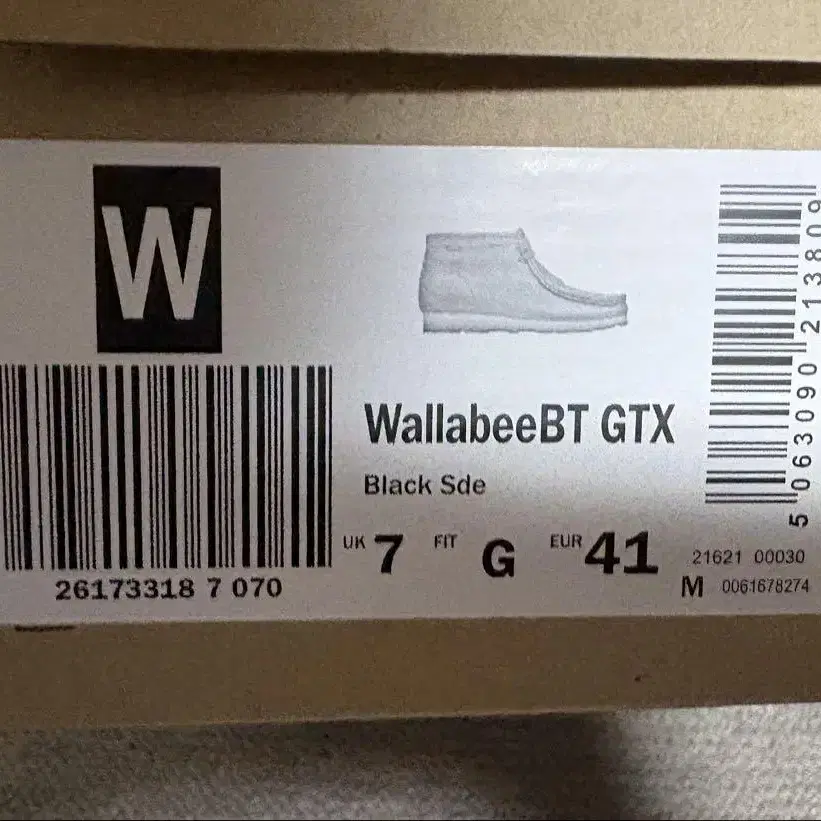 W
WallabeeBT GTX
Black Sde
UK 7 FIT G EUR 41
26173318 7 070
21621 00030
M 0061678274
5 063090 213809